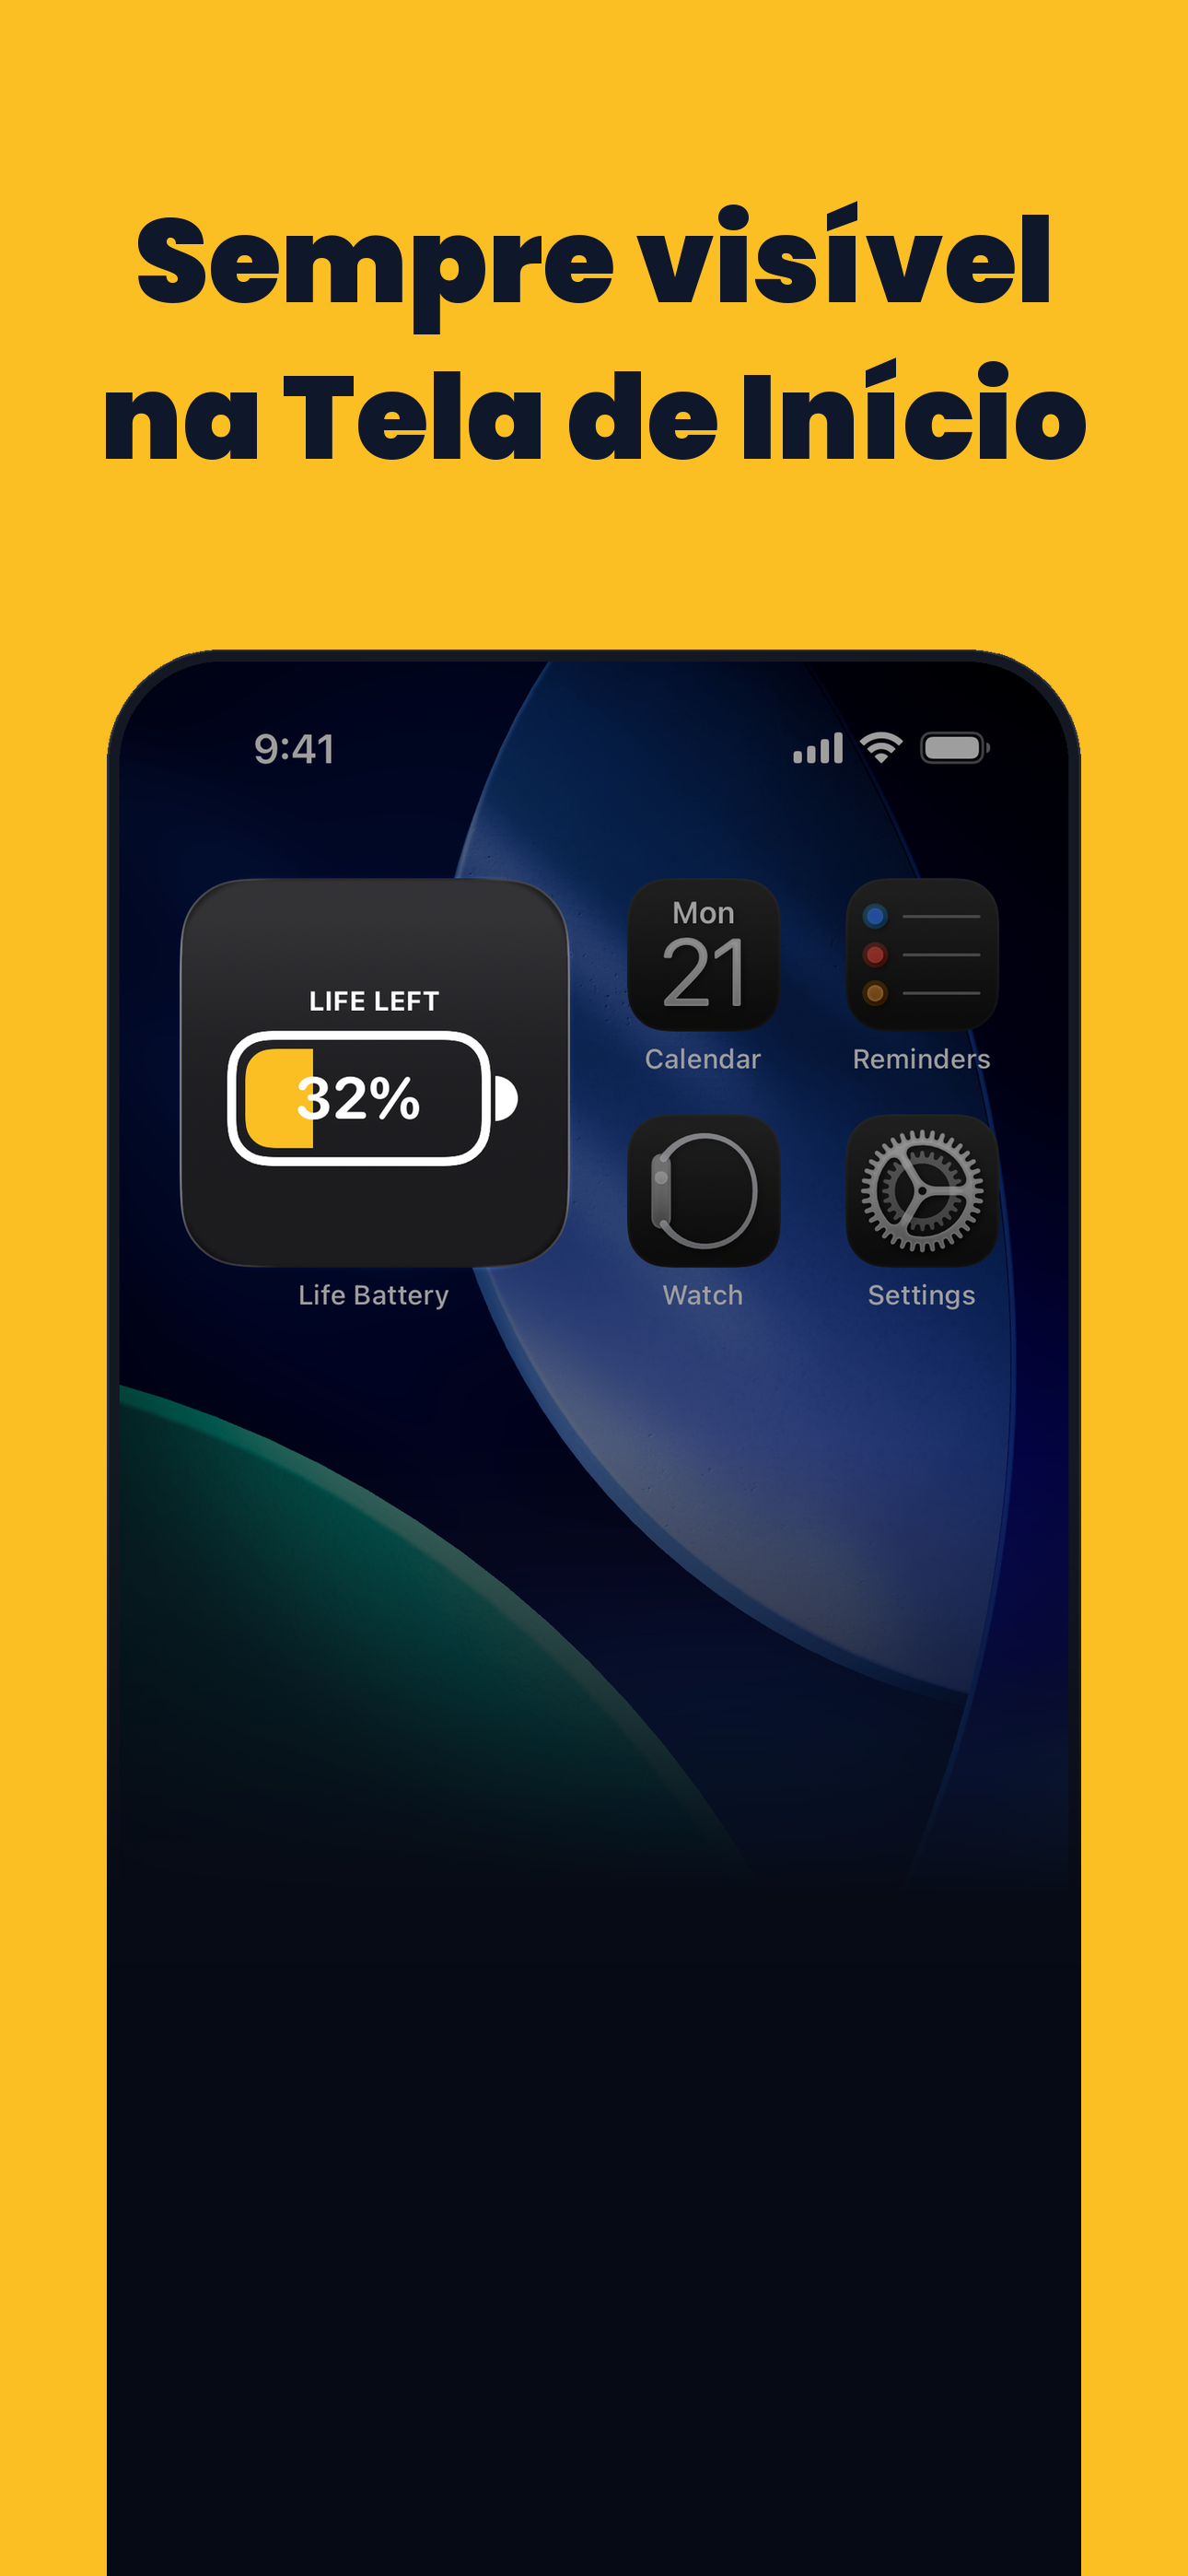 Sempre visível
na Tela de Início
9:41
LIFE LEFT
32%
Life Battery
Mon
21
Calendar
Reminders
Watch
Settings